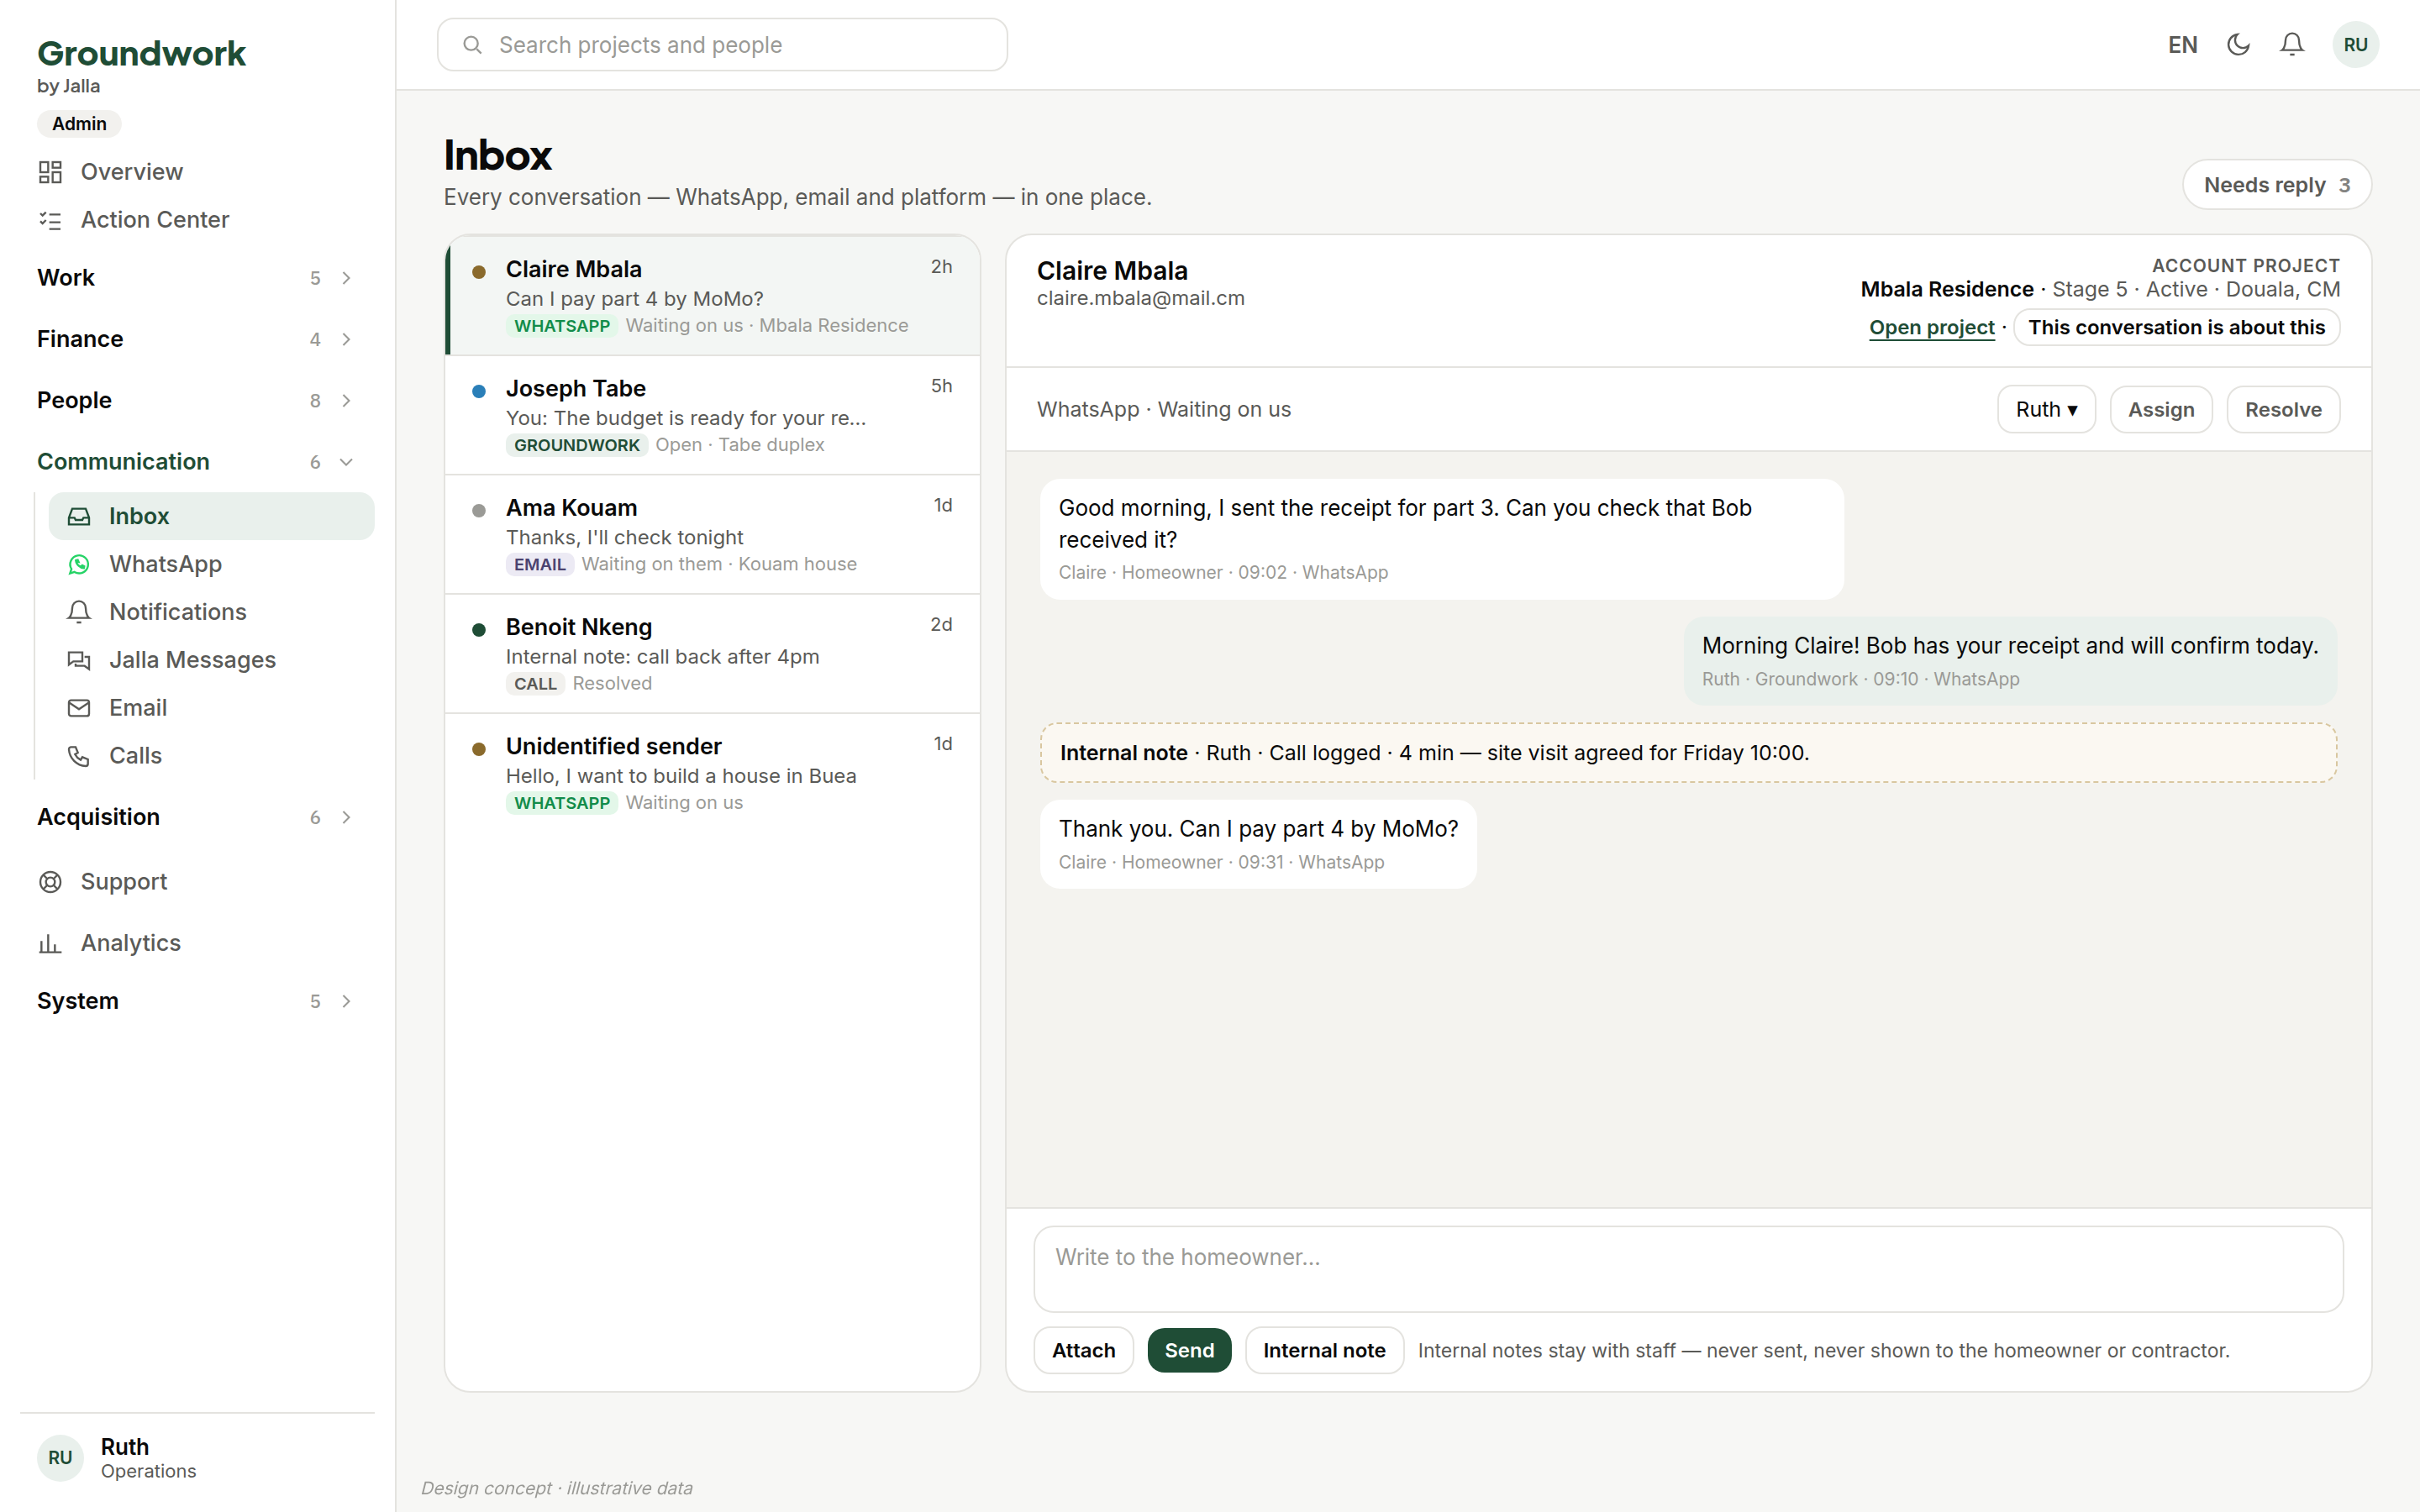 Groundwork
by Jalla
Admin
Overview
Action Center
Work 5
Finance 4
People 8
Communication 6
Inbox
WhatsApp
Notifications
Jalla Messages
Email
Calls
Acquisition 6
Support
Analytics
System 5
RU
Ruth
Operations
Search projects and people
EN
RU
Inbox
Every conversation — WhatsApp, email and platform — in one place.
Needs reply 3
Claire Mbala 2h
Can I pay part 4 by MoMo?
WHATSAPP Waiting on us · Mbala Residence
Joseph Tabe 5h
You: The budget is ready for your re...
GROUNDWORK Open · Tabe duplex
Ama Kouam 1d
Thanks, I'll check tonight
EMAIL Waiting on them · Kouam house
Benoit Nkeng 2d
Internal note: call back after 4pm
CALL Resolved
Unidentified sender 1d
Hello, I want to build a house in Buea
WHATSAPP Waiting on us
Claire Mbala
claire.mbala@mail.cm
ACCOUNT PROJECT
Mbala Residence · Stage 5 · Active · Douala, CM
Open project · This conversation is about this
WhatsApp · Waiting on us
Ruth ▾ Assign Resolve
Good morning, I sent the receipt for part 3. Can you check that Bob
received it?
Claire · Homeowner · 09:02 · WhatsApp
Morning Claire! Bob has your receipt and will confirm today.
Ruth · Groundwork · 09:10 · WhatsApp
Internal note · Ruth · Call logged · 4 min — site visit agreed for Friday 10:00.
Thank you. Can I pay part 4 by MoMo?
Claire · Homeowner · 09:31 · WhatsApp
Write to the homeowner...
Attach Send Internal note Internal notes stay with staff — never sent, never shown to the homeowner or contractor.
Design concept · illustrative data